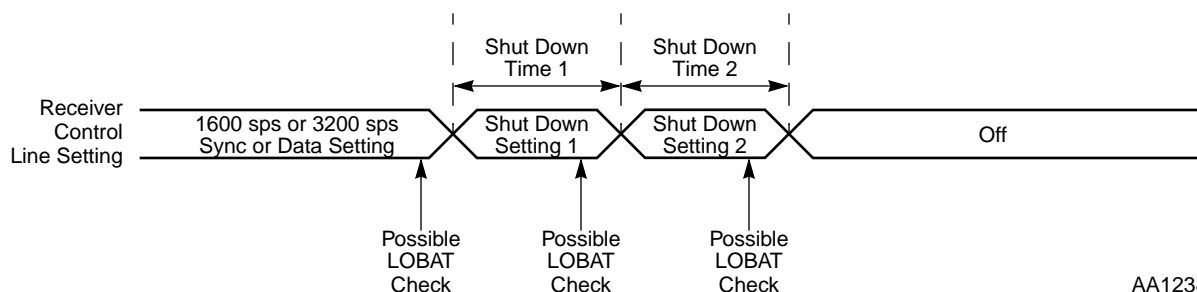 Shut Down
Time 1
Shut Down
Time 2
Receiver
Control
Line Setting
1600 sps or 3200 sps
Sync or Data Setting
Shut Down
Setting 1
Shut Down
Setting 2
Off
Possible
LOBAT
Check
Possible
LOBAT
Check
Possible
LOBAT
Check